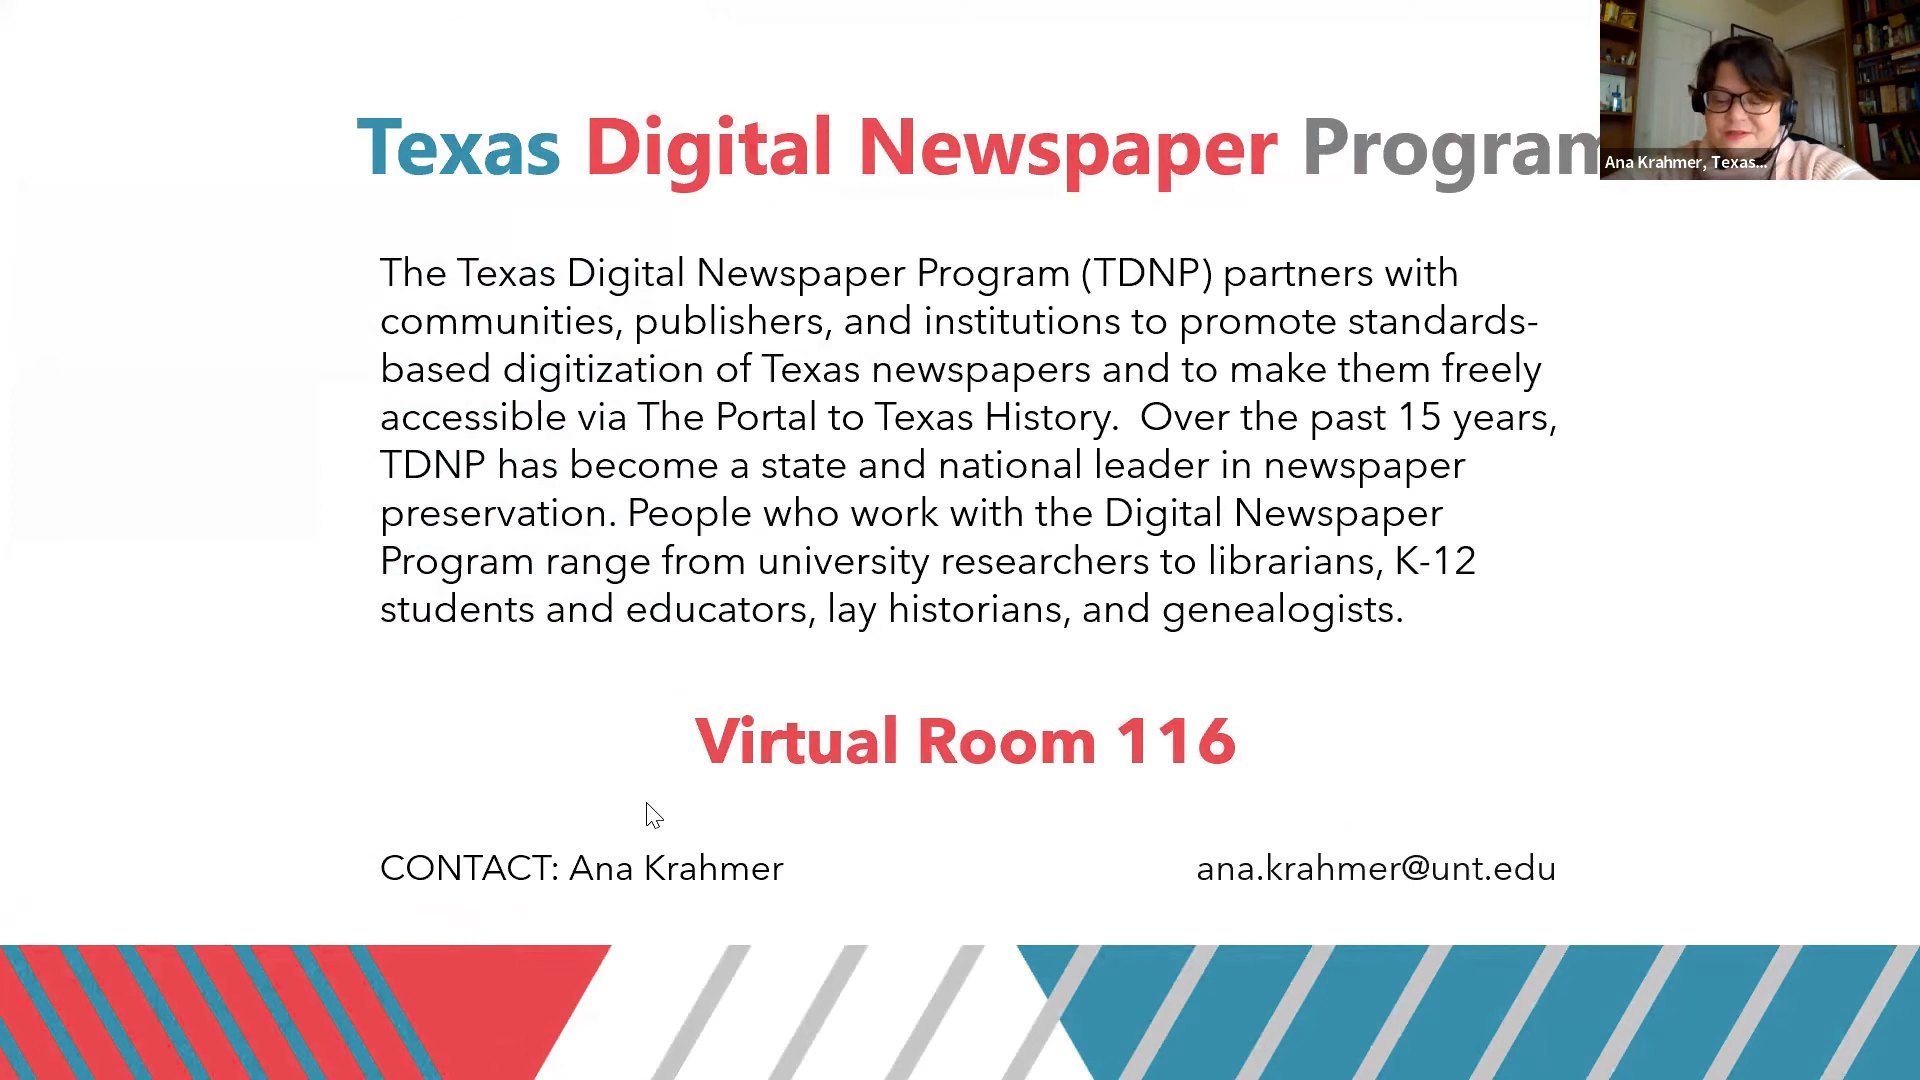 Texas Digital Newspaper Program
Ana Krahmer, Texas...
The Texas Digital Newspaper Program (TDNP) partners with
communities, publishers, and institutions to promote standards-
based digitization of Texas newspapers and to make them freely
accessible via The Portal to Texas History.  Over the past 15 years,
TDNP has become a state and national leader in newspaper
preservation. People who work with the Digital Newspaper
Program range from university researchers to librarians, K-12
students and educators, lay historians, and genealogists.
Virtual Room 116
CONTACT: Ana Krahmer
ana.krahmer@unt.edu